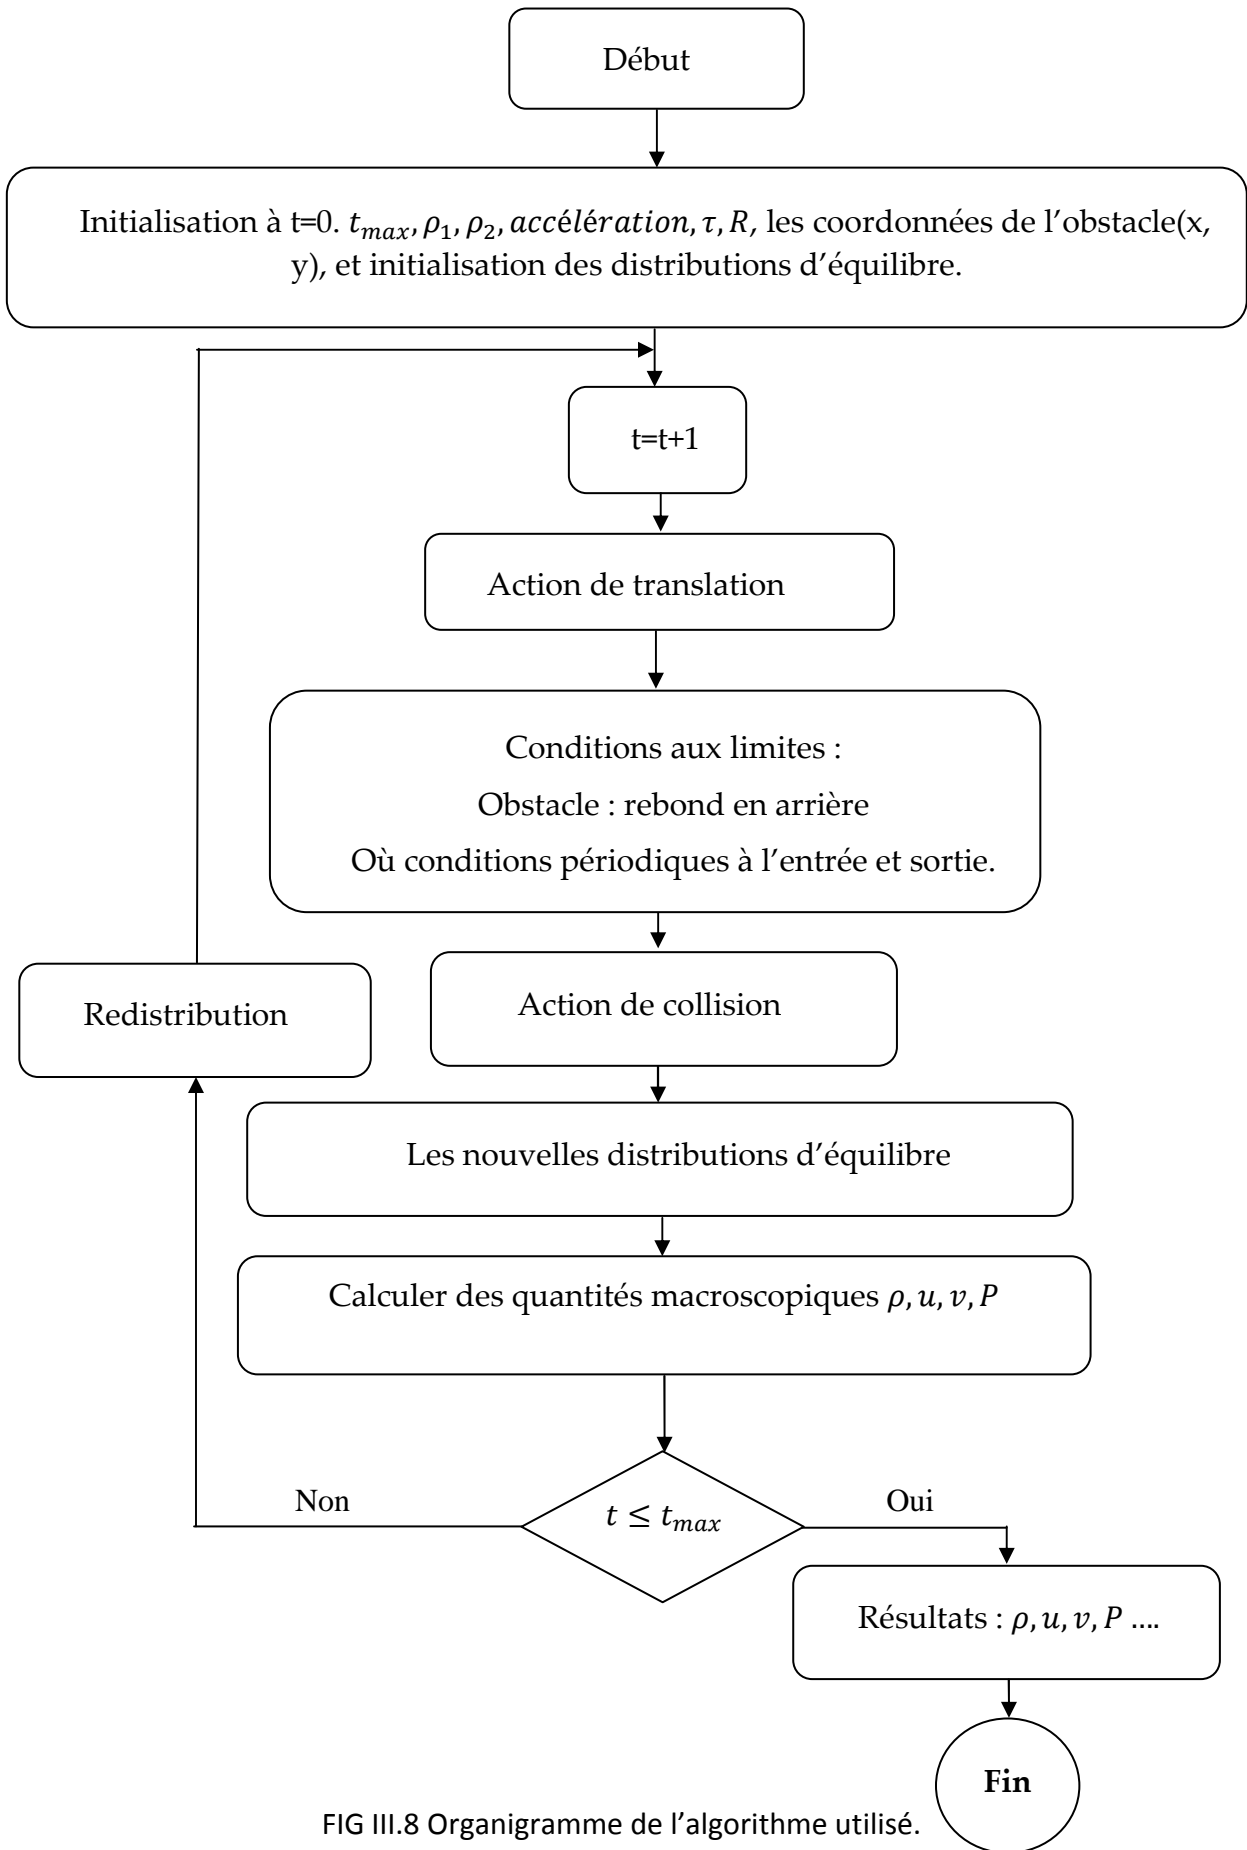 Début
Initialisation à t=0. t_max, ρ_1, ρ_2, accélération, τ, R, les coordonnées de l’obstacle(x,
y), et initialisation des distributions d’équilibre.
t=t+1
Action de translation
Conditions aux limites :
Obstacle : rebond en arrière
Où conditions périodiques à l’entrée et sortie.
Redistribution
Action de collision
Les nouvelles distributions d’équilibre
Calculer des quantités macroscopiques ρ, u, v, P
Non
t ≤ t_max
Oui
Résultats : ρ, u, v, P ....
Fin
FIG III.8 Organigramme de l’algorithme utilisé.